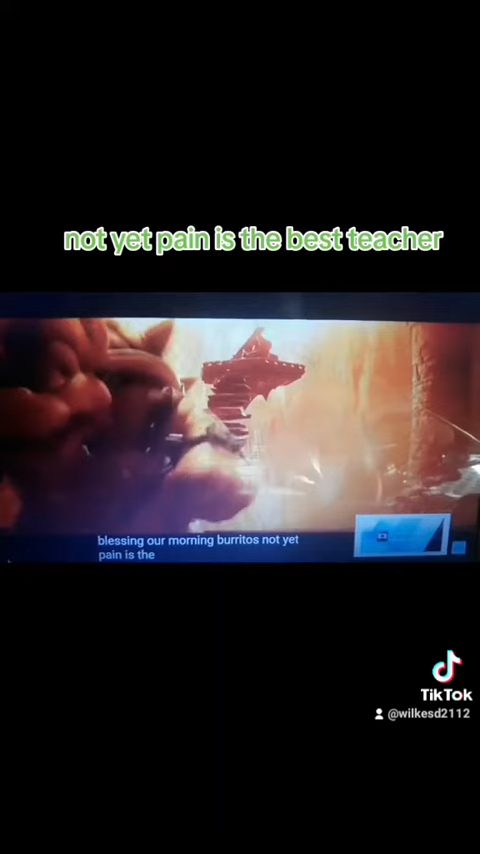 not yet pain is the best teacher
blessing our morning burritos not yet
pain is the
TikTok
@wilkesd2112